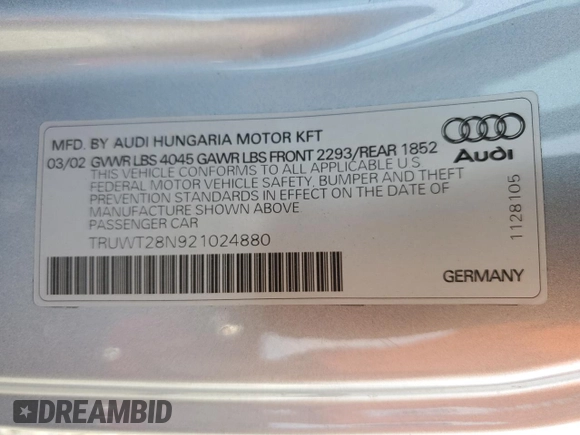 MFD. BY AUDI HUNGARIA MOTOR KFT
03/02 GVWR LBS 4045 GAWR LBS FRONT 2293/REAR 1852
THIS VEHICLE CONFORMS TO ALL APPLICABLE U.S.
FEDERAL MOTOR VEHICLE SAFETY, BUMPER AND THEFT
PREVENTION STANDARDS IN EFFECT ON THE DATE OF
MANUFACTURE SHOWN ABOVE.
PASSENGER CAR
TRUWT28N921024880
Audi
1128105
GERMANY
DREAMBID